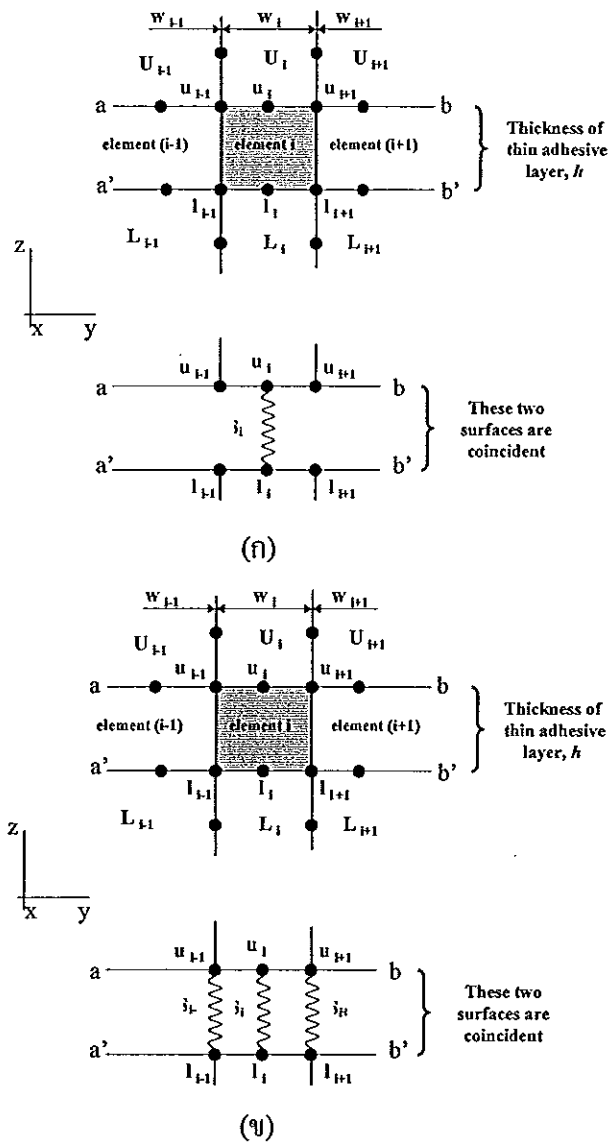 w i-1 w i w i+1
U i-1 U i U i+1
u i-1 u i u i+1
a b
element (i-1) element i element (i+1)
Thickness of
thin adhesive
layer, h
a' b'
l i-1 l i l i+1
L i-1 L i L i+1
z
x y
u i-1 u i u i+1
a b
s i
These two
surfaces are
coincident
a' b'
l i-1 l i l i+1
(ก)
w i-1 w i w i+1
U i-1 U i U i+1
u i-1 u i u i+1
a b
element (i-1) element i element (i+1)
Thickness of
thin adhesive
layer, h
a' b'
l i-1 l i l i+1
L i-1 L i L i+1
z
x y
u i-1 u i u i+1
a b
s i
These two
surfaces are
coincident
a' b'
l i-1 l i l i+1
(ข)